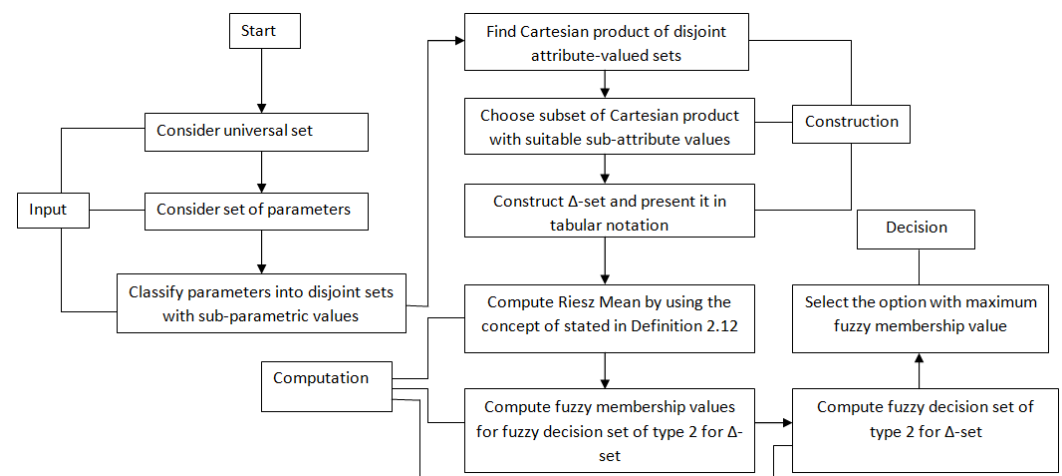 Start
Consider universal set
Input
Consider set of parameters
Classify parameters into disjoint sets
with sub-parametric values
Find Cartesian product of disjoint
attribute-valued sets
Choose subset of Cartesian product
with suitable sub-attribute values
Construction
Construct Δ-set and present it in
tabular notation
Compute Riesz Mean by using the
concept of stated in Definition 2.12
Computation
Compute fuzzy membership values
for fuzzy decision set of type 2 for Δ-
set
Compute fuzzy decision set of
type 2 for Δ-set
Select the option with maximum
fuzzy membership value
Decision